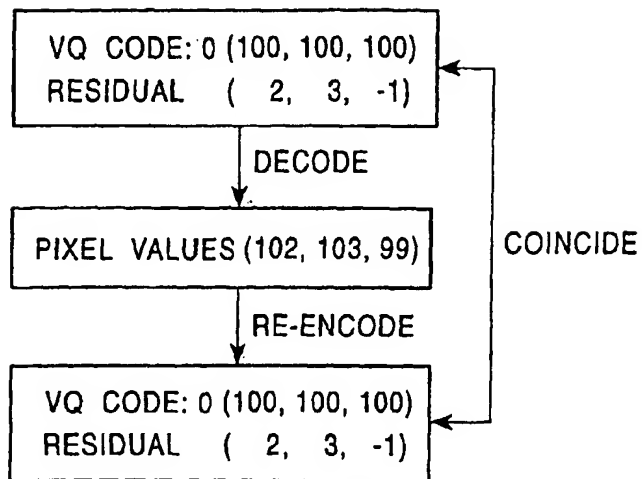 VQ CODE: 0 (100, 100, 100)
RESIDUAL ( 2, 3, -1)
DECODE
PIXEL VALUES (102, 103, 99)
COINCIDE
RE-ENCODE
VQ CODE: 0 (100, 100, 100)
RESIDUAL ( 2, 3, -1)